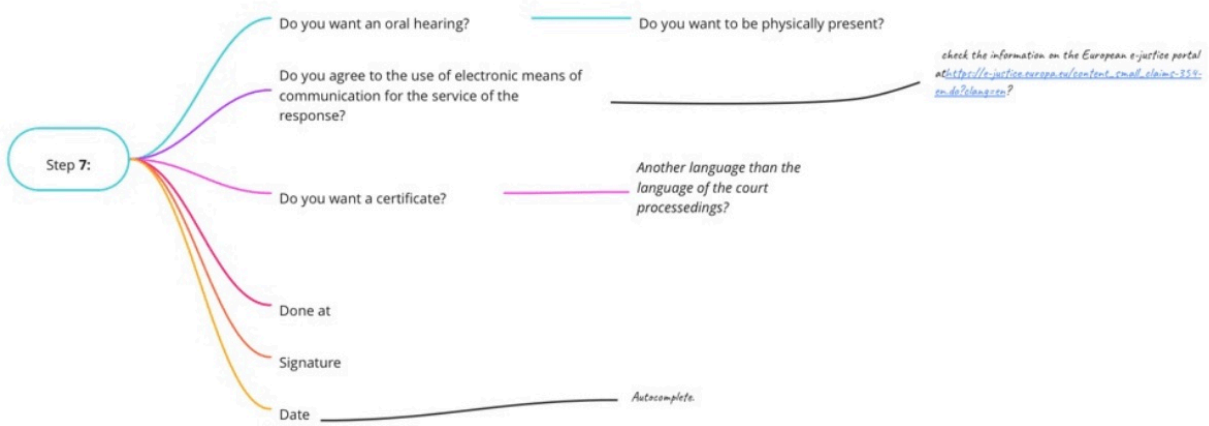 Do you want an oral hearing?
Do you want to be physically present?
check the information on the European e-justice portal
athttps://e-justice.europa.eu/content_small_claims-354-
en.do?clang=en?
Do you agree to the use of electronic means of
communication for the service of the
response?
Step 7:
Another language than the
language of the court
processedings?
Do you want a certificate?
Done at
Signature
Date
Autocomplete.